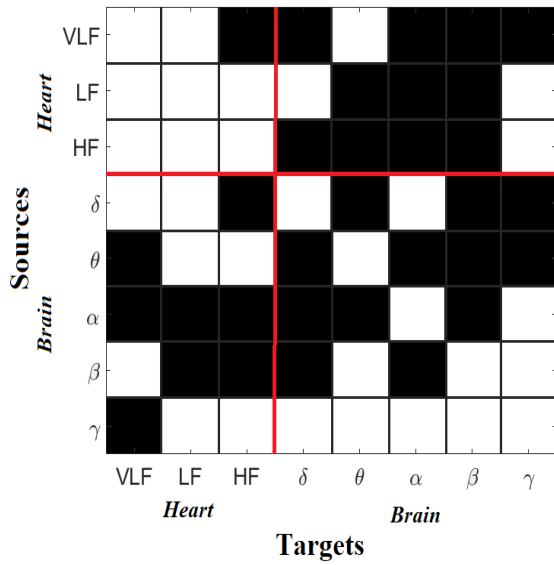 Sources
Heart
VLF
LF
HF
Brain
δ
θ
α
β
γ
VLF LF HF δ θ α β γ
Heart Brain
Targets